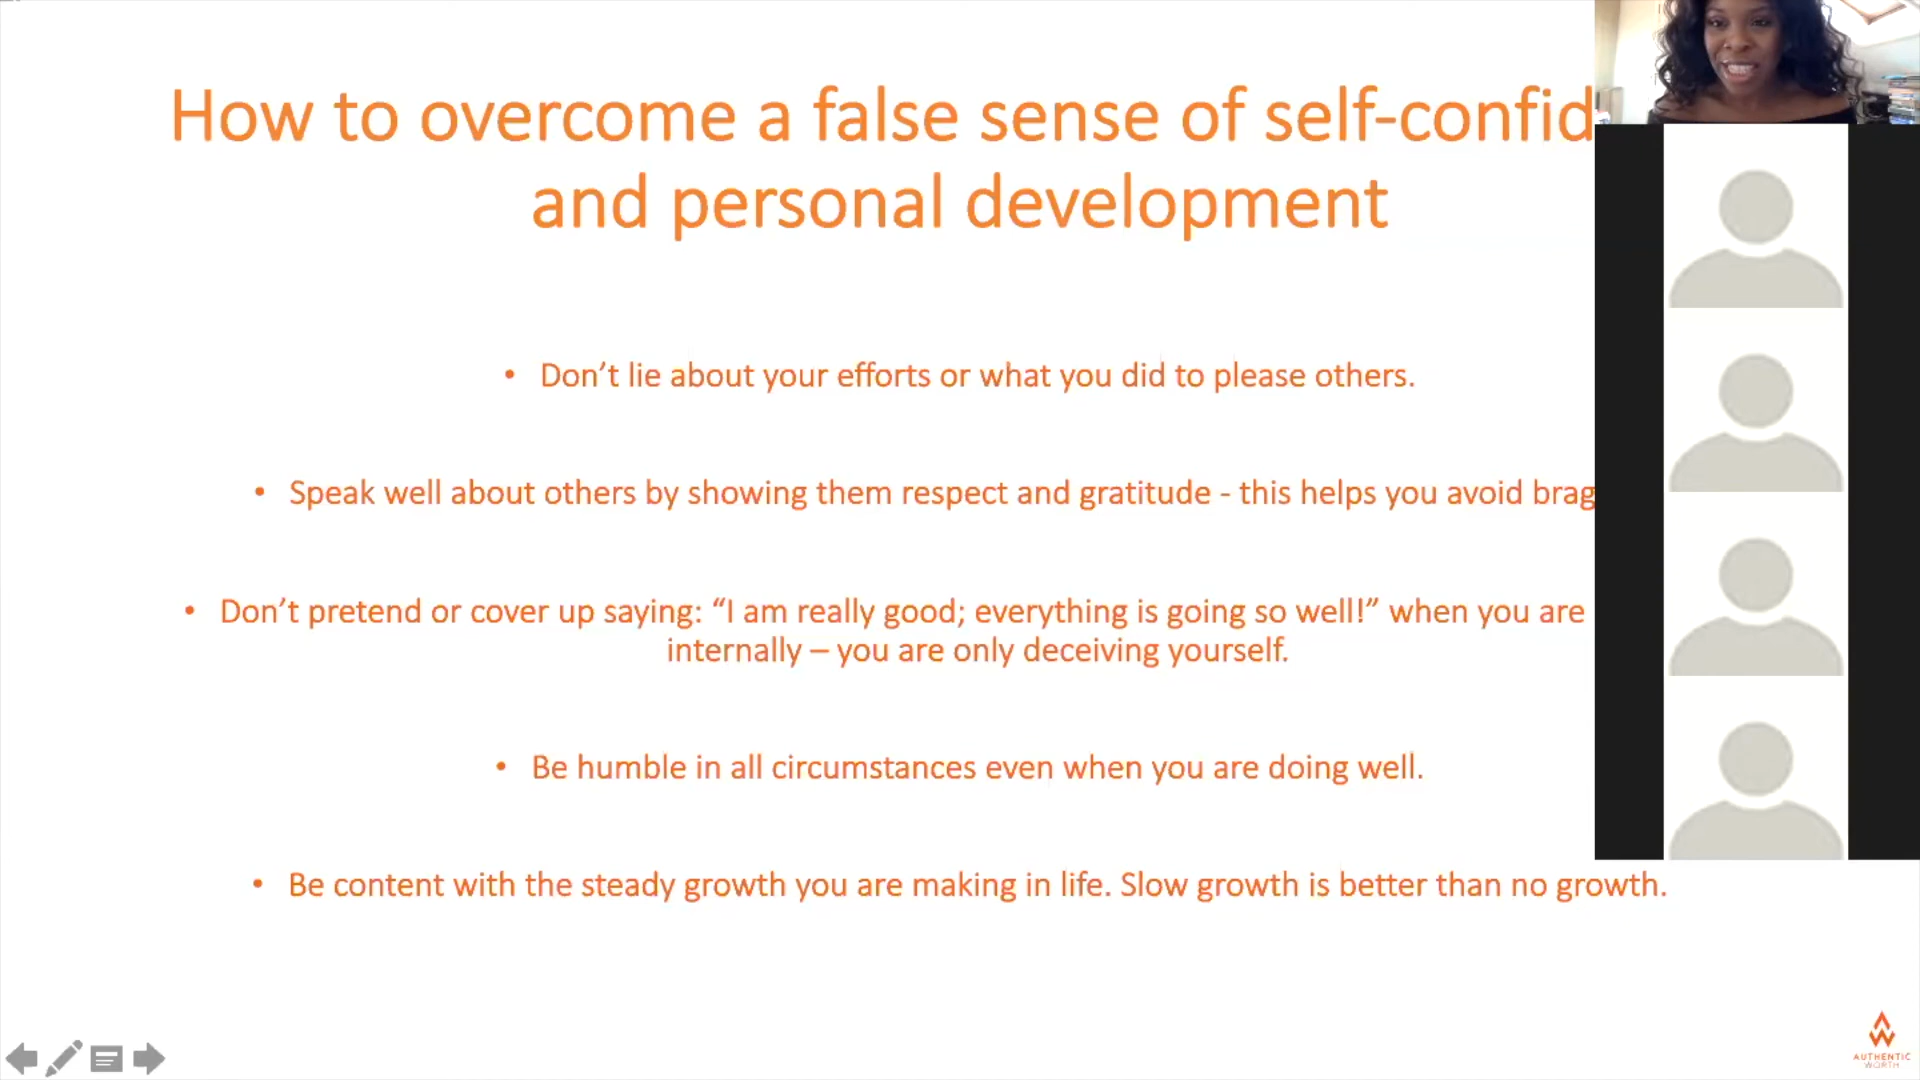 How to overcome a false sense of self-confid
and personal development
• Don’t lie about your efforts or what you did to please others.
• Speak well about others by showing them respect and gratitude - this helps you avoid brag
• Don’t pretend or cover up saying: “I am really good; everything is going so well!” when you are
internally – you are only deceiving yourself.
• Be humble in all circumstances even when you are doing well.
• Be content with the steady growth you are making in life. Slow growth is better than no growth.
AUTHENTIC
WORTH